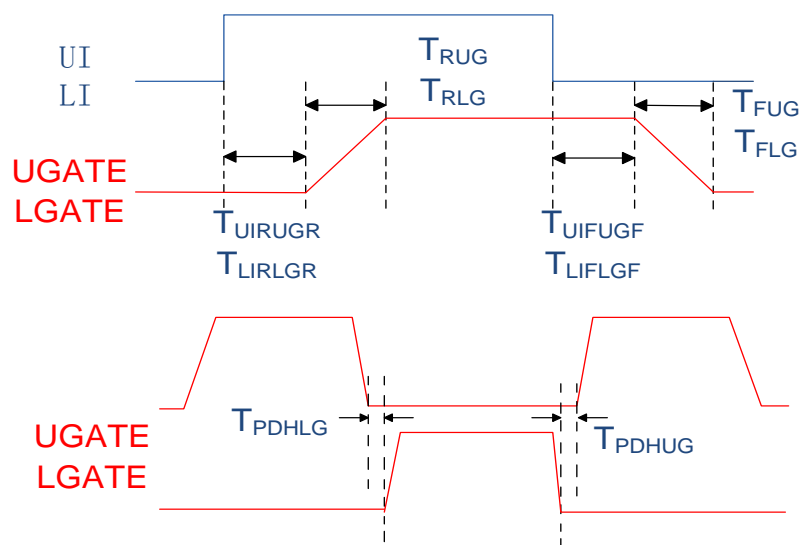 UI
LI
TRUG
TRLG
TFUG
TFLG
UGATE
LGATE
TUIRUGR
TLIRLGR
TUIFUGF
TLIFLGF
TPDHLG
TPDHUG
UGATE
LGATE